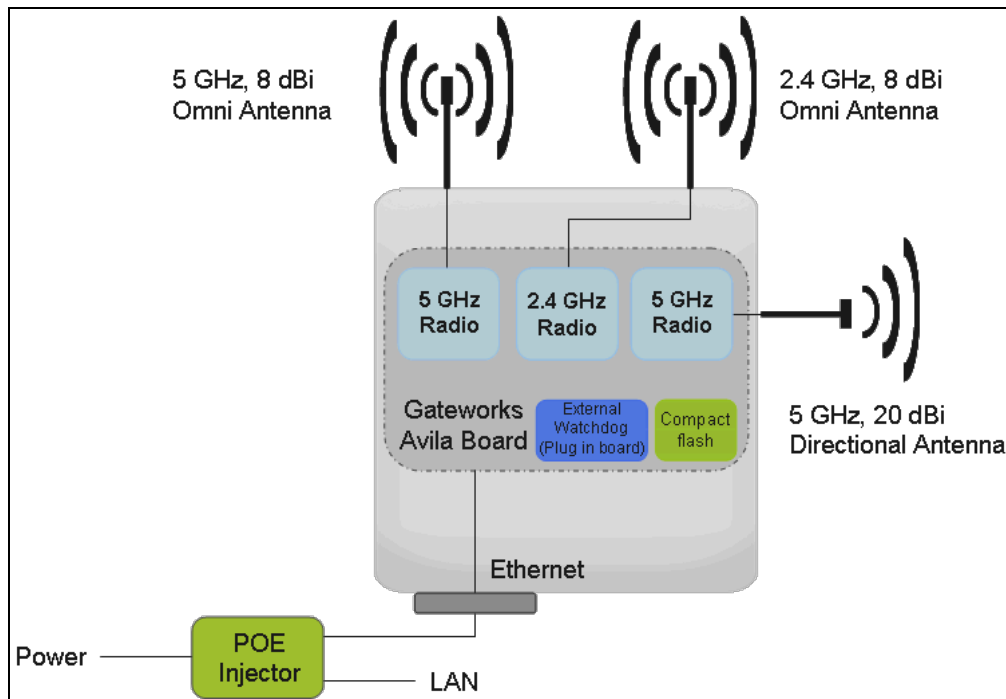 5 GHz, 8 dBi
Omni Antenna
2.4 GHz, 8 dBi
Omni Antenna
5 GHz
Radio
2.4 GHz
Radio
5 GHz
Radio
5 GHz, 20 dBi
Directional Antenna
Gateworks
Avila Board
External
Watchdog
(Plug in board)
Compact
flash
Ethernet
POE
Injector
Power
LAN